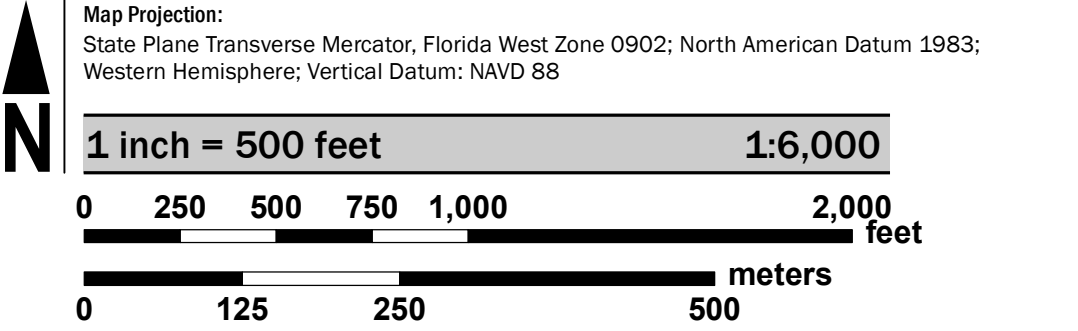 Map Projection:
State Plane Transverse Mercator, Florida West Zone 0902; North American Datum 1983;
Western Hemisphere; Vertical Datum: NAVD 88
N
1 inch = 500 feet 1:6,000
0 250 500 750 1,000 2,000
feet
meters
0 125 250 500